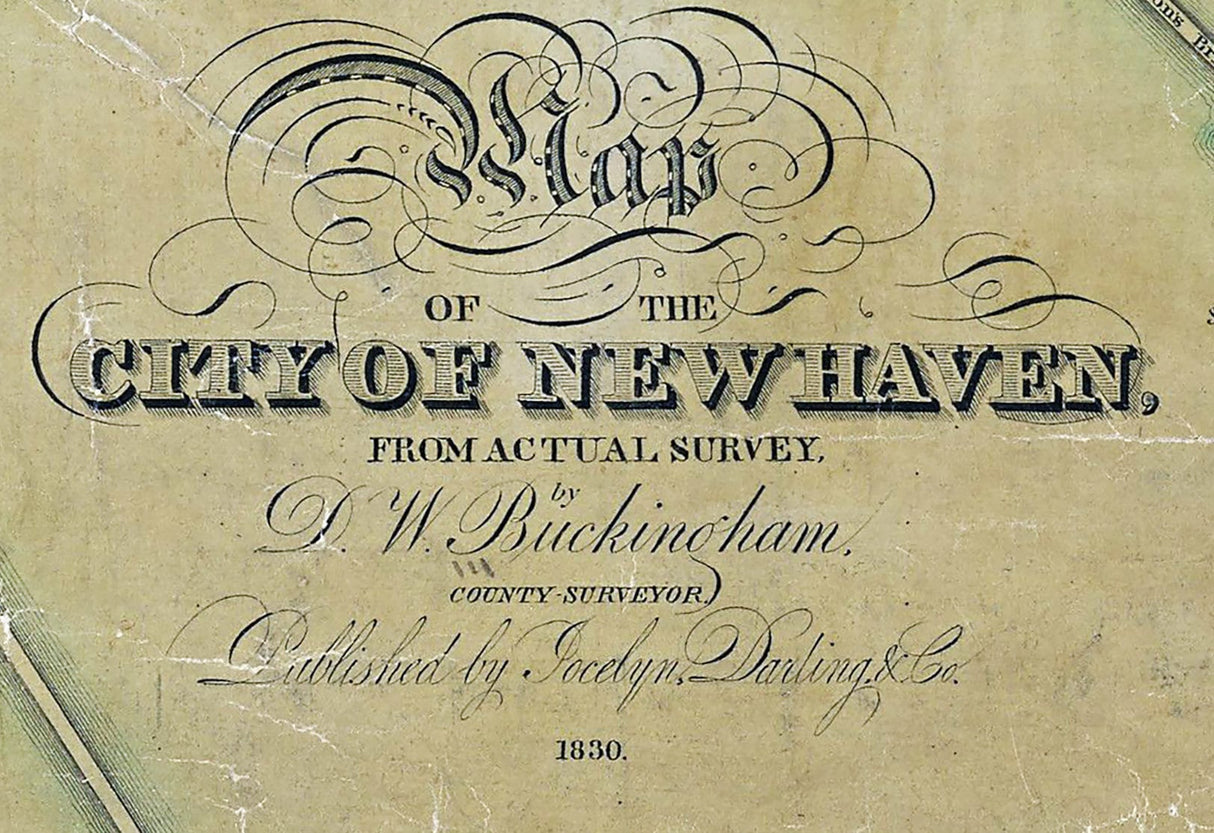 Map
OF THE
CITY OF NEW HAVEN,
FROM ACTUAL SURVEY,
by
D. W. Buckingham,
COUNTY-SURVEYOR.
Published by Jocelyn, Darling, & Co.
1830.